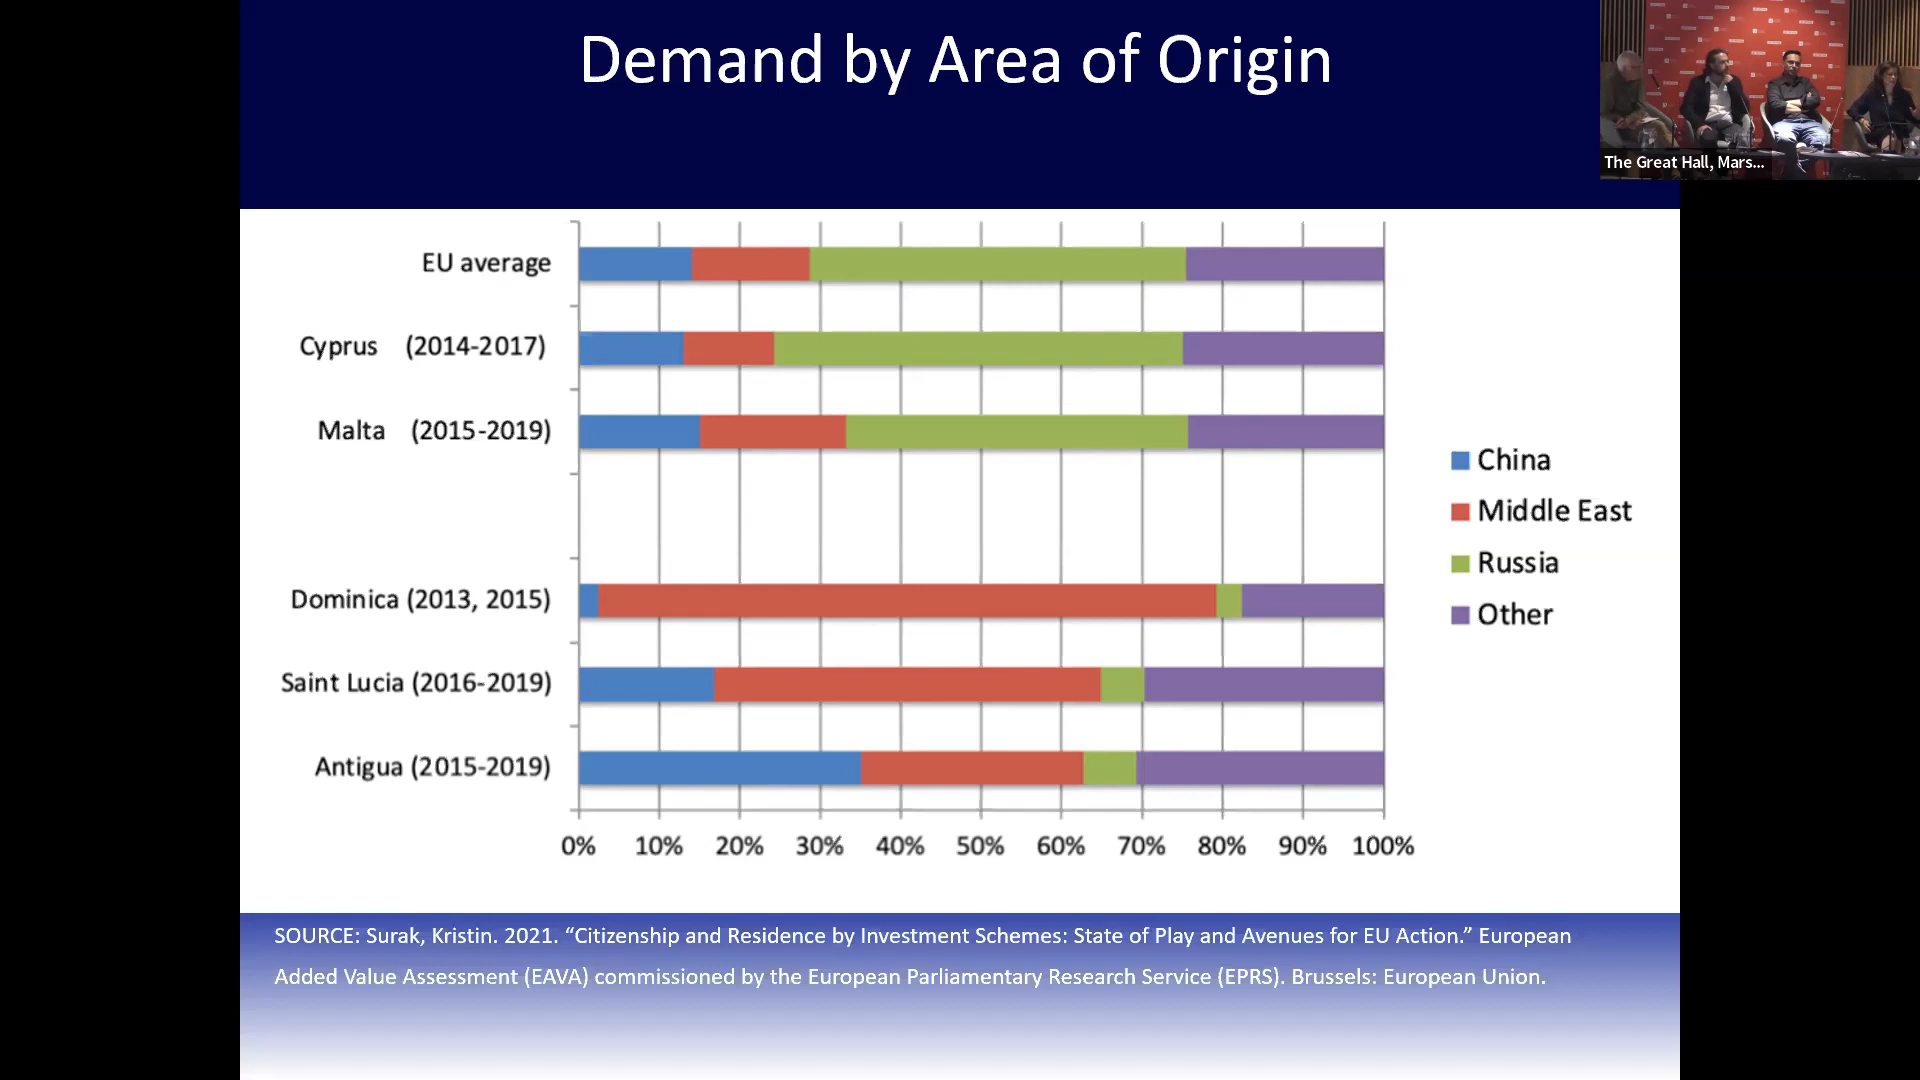 Demand by Area of Origin
The Great Hall, Mars...
EU average
Cyprus (2014-2017)
Malta (2015-2019)
Dominica (2013, 2015)
Saint Lucia (2016-2019)
Antigua (2015-2019)
0% 10% 20% 30% 40% 50% 60% 70% 80% 90% 100%
China
Middle East
Russia
Other
SOURCE: Surak, Kristin. 2021. “Citizenship and Residence by Investment Schemes: State of Play and Avenues for EU Action.” European
Added Value Assessment (EAVA) commissioned by the European Parliamentary Research Service (EPRS). Brussels: European Union.